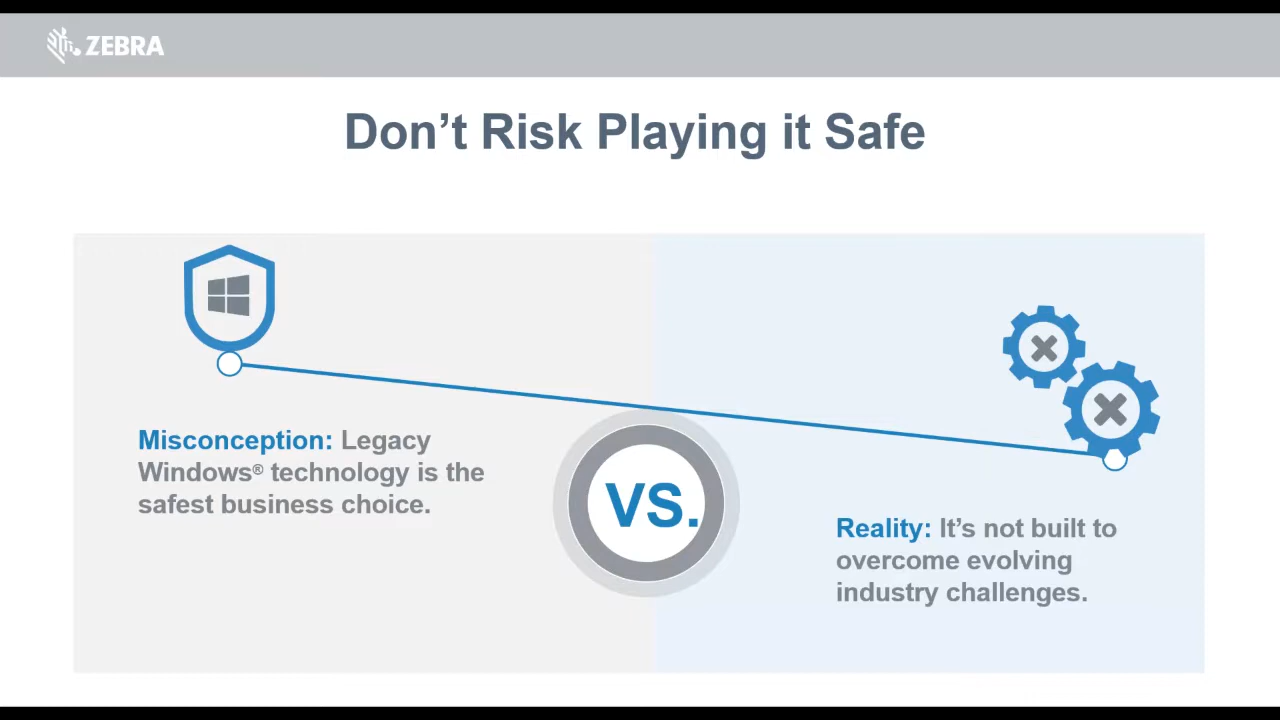 ZEBRA
Don’t Risk Playing it Safe
Misconception: Legacy
Windows® technology is the
safest business choice.
VS.
Reality: It’s not built to
overcome evolving
industry challenges.